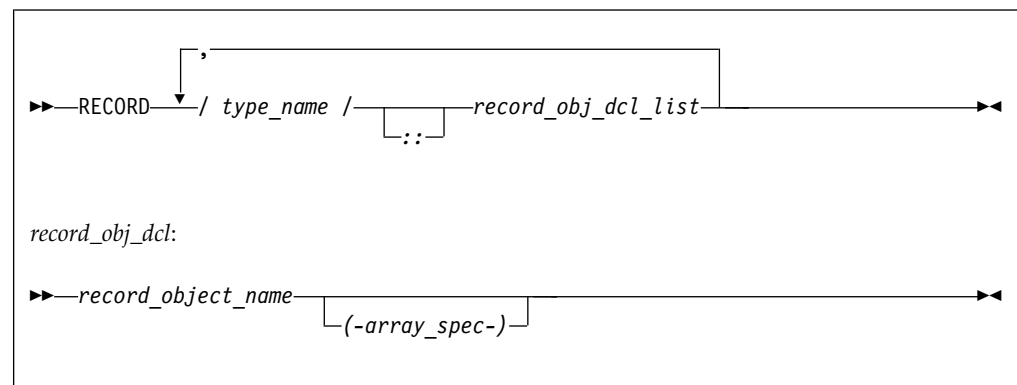 ,
RECORD / type_name / record_obj_dcl_list
::
record_obj_dcl:
record_object_name
(-array_spec-)